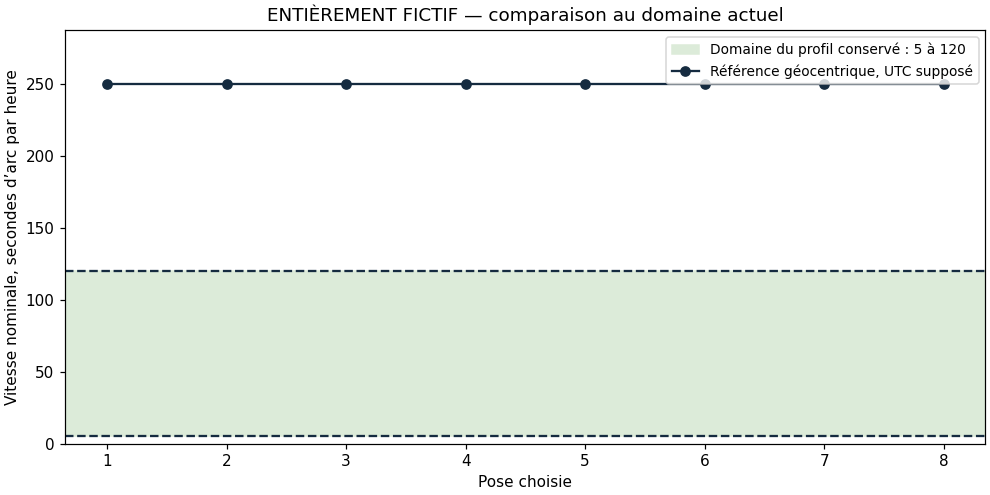 ENTIÈREMENT FICTIF — comparaison au domaine actuel
Domaine du profil conservé : 5 à 120
Référence géocentrique, UTC supposé
Vitesse nominale, secondes d’arc par heure
250
200
150
100
50
0
1 2 3 4 5 6 7 8
Pose choisie